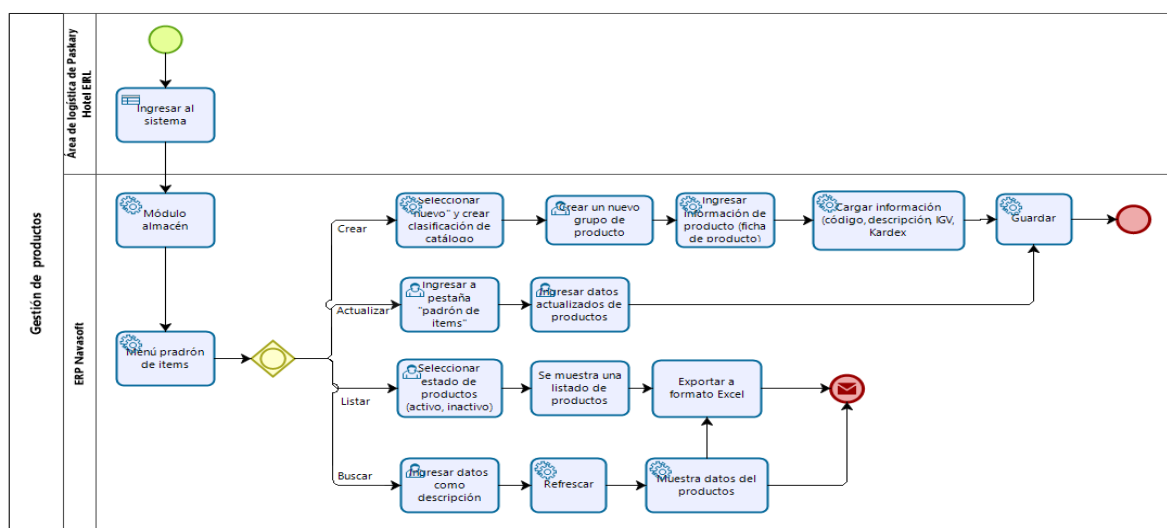 Gestión de productos
Área de logística de Paskary
Hotel EIRL
Ingresar al
sistema
ERP Navasoft
Módulo
almacén
Menú pradrón
de items
Crear
Seleccionar
"nuevo" y crear
clasificación de
catálogo
Crear un nuevo
grupo de
producto
Ingresar
información de
producto (ficha
de producto)
Cargar información
(código, descripción, IGV,
Kardex
Guardar
Actualizar
Ingresar a
pestaña
"padrón de
items"
Ingresar datos
actualizados de
productos
Listar
Seleccionar
estado de
productos
(activo, inactivo)
Se muestra una
listado de
productos
Exportar a
formato Excel
Buscar
Ingresar datos
como
descripción
Refrescar
Muestra datos del
productos